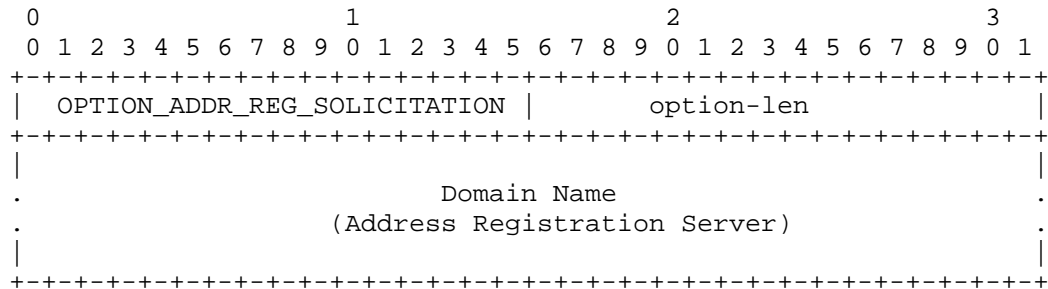 0                   1                   2                   3
 0 1 2 3 4 5 6 7 8 9 0 1 2 3 4 5 6 7 8 9 0 1 2 3 4 5 6 7 8 9 0 1
+-+-+-+-+-+-+-+-+-+-+-+-+-+-+-+-+-+-+-+-+-+-+-+-+-+-+-+-+-+-+-+-+
|  OPTION_ADDR_REG_SOLICITATION |       option-len              |
+-+-+-+-+-+-+-+-+-+-+-+-+-+-+-+-+-+-+-+-+-+-+-+-+-+-+-+-+-+-+-+-+
|                                                               |
.                          Domain Name                          .
.                   (Address Registration Server)               .
|                                                               |
+-+-+-+-+-+-+-+-+-+-+-+-+-+-+-+-+-+-+-+-+-+-+-+-+-+-+-+-+-+-+-+-+